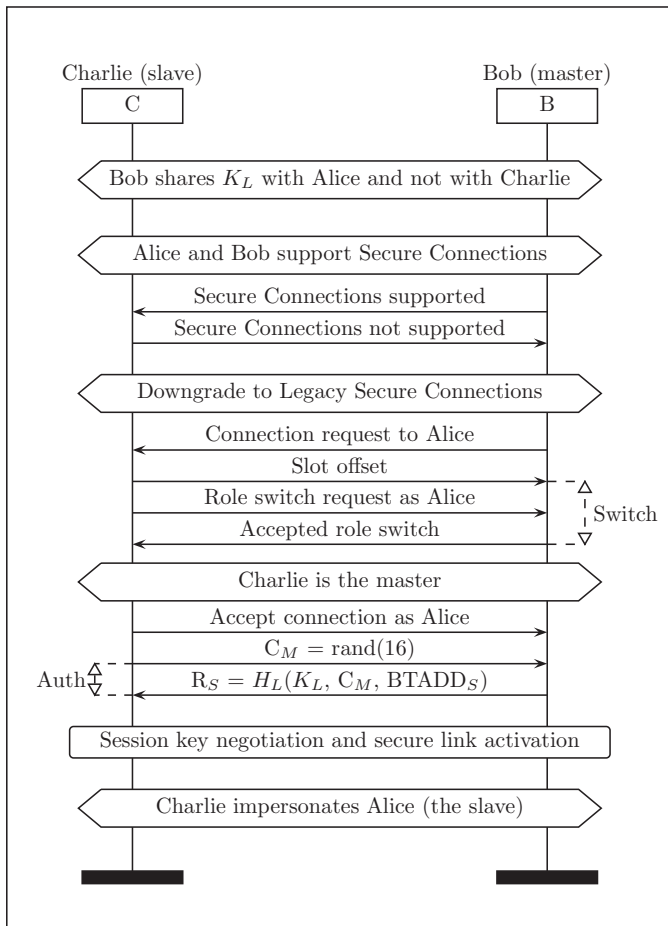 Charlie (slave)
Bob (master)
C
B
Bob shares K_L with Alice and not with Charlie
Alice and Bob support Secure Connections
Secure Connections supported
Secure Connections not supported
Downgrade to Legacy Secure Connections
Connection request to Alice
Slot offset
Role switch request as Alice
Switch
Accepted role switch
Charlie is the master
Accept connection as Alice
C_M = rand(16)
Auth
R_S = H_L(K_L, C_M, BTADD_S)
Session key negotiation and secure link activation
Charlie impersonates Alice (the slave)